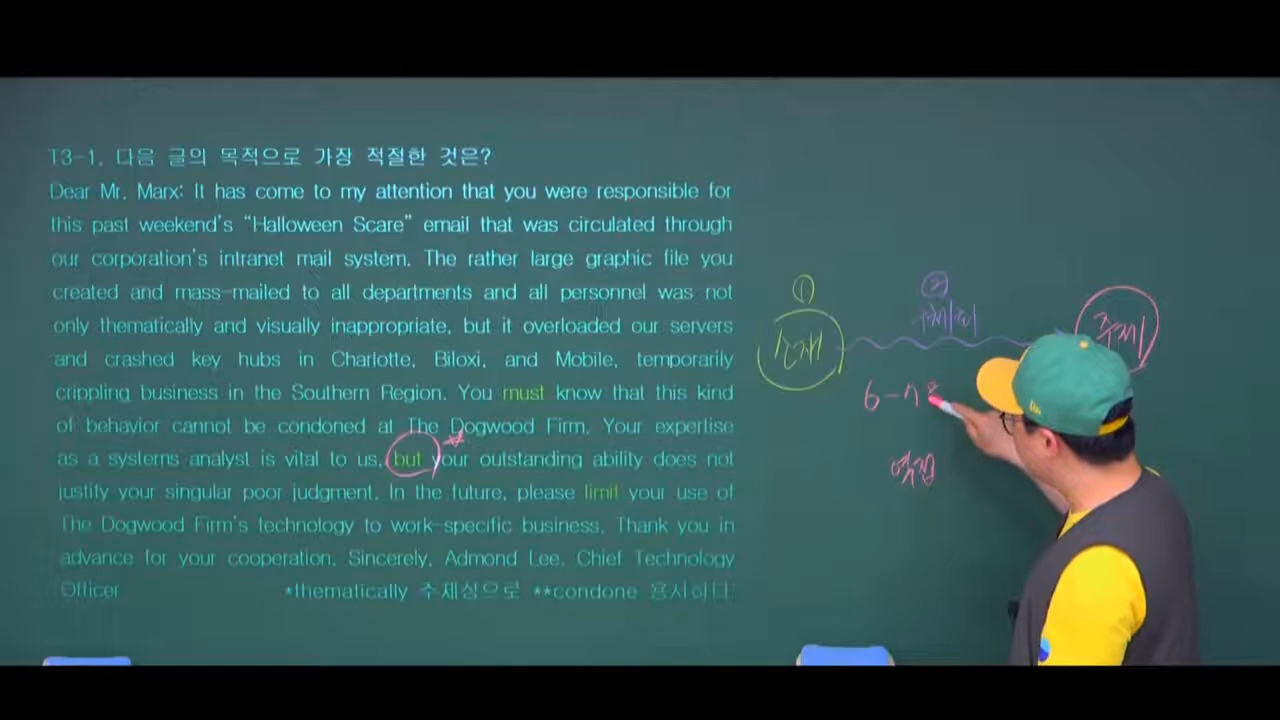 T3-1. 다음 글의 목적으로 가장 적절한 것은?
Dear Mr. Marx: It has come to my attention that you were responsible for
this past weekend's “Halloween Scare” email that was circulated through
our corporation's intranet mail system. The rather large graphic file you
created and mass-mailed to all departments and all personnel was not
only thematically and visually inappropriate, but it overloaded our servers
and crashed key hubs in Charlotte, Biloxi, and Mobile, temporarily
crippling business in the Southern Region. You must know that this kind
of behavior cannot be condoned at The Dogwood Firm. Your expertise
as a systems analyst is vital to us, but your outstanding ability does not
justify your singular poor judgment. In the future, please limit your use of
The Dogwood Firm's technology to work-specific business. Thank you in
advance for your cooperation. Sincerely, Admond Lee, Chief Technology
Officer *thematically 주제상으로 **condone 용서하다
① ②
소재 주제
6-7
역접